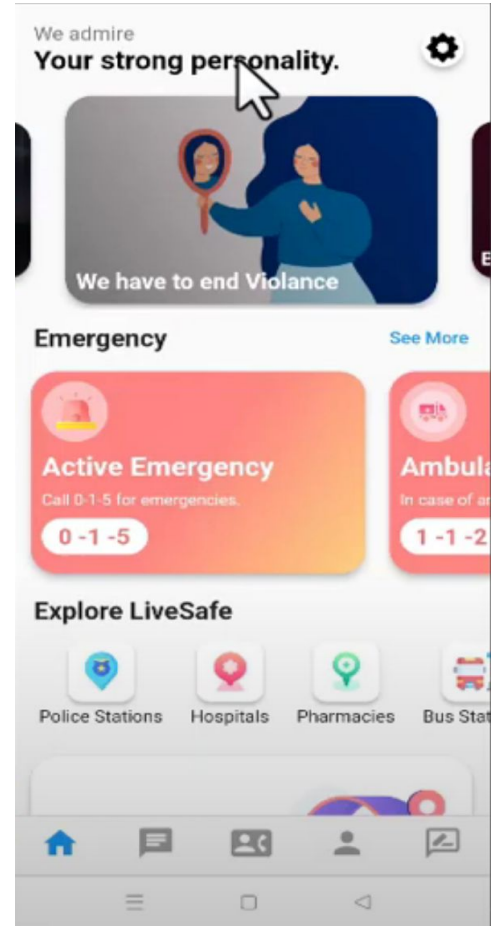 We admire
Your strong personality.
We have to end Violance
Emergency
See More
Active Emergency
Call 0-1-5 for emergencies.
0 -1 -5
Ambula
In case of an
1 -1 -2
Explore LiveSafe
Police Stations
Hospitals
Pharmacies
Bus Stat